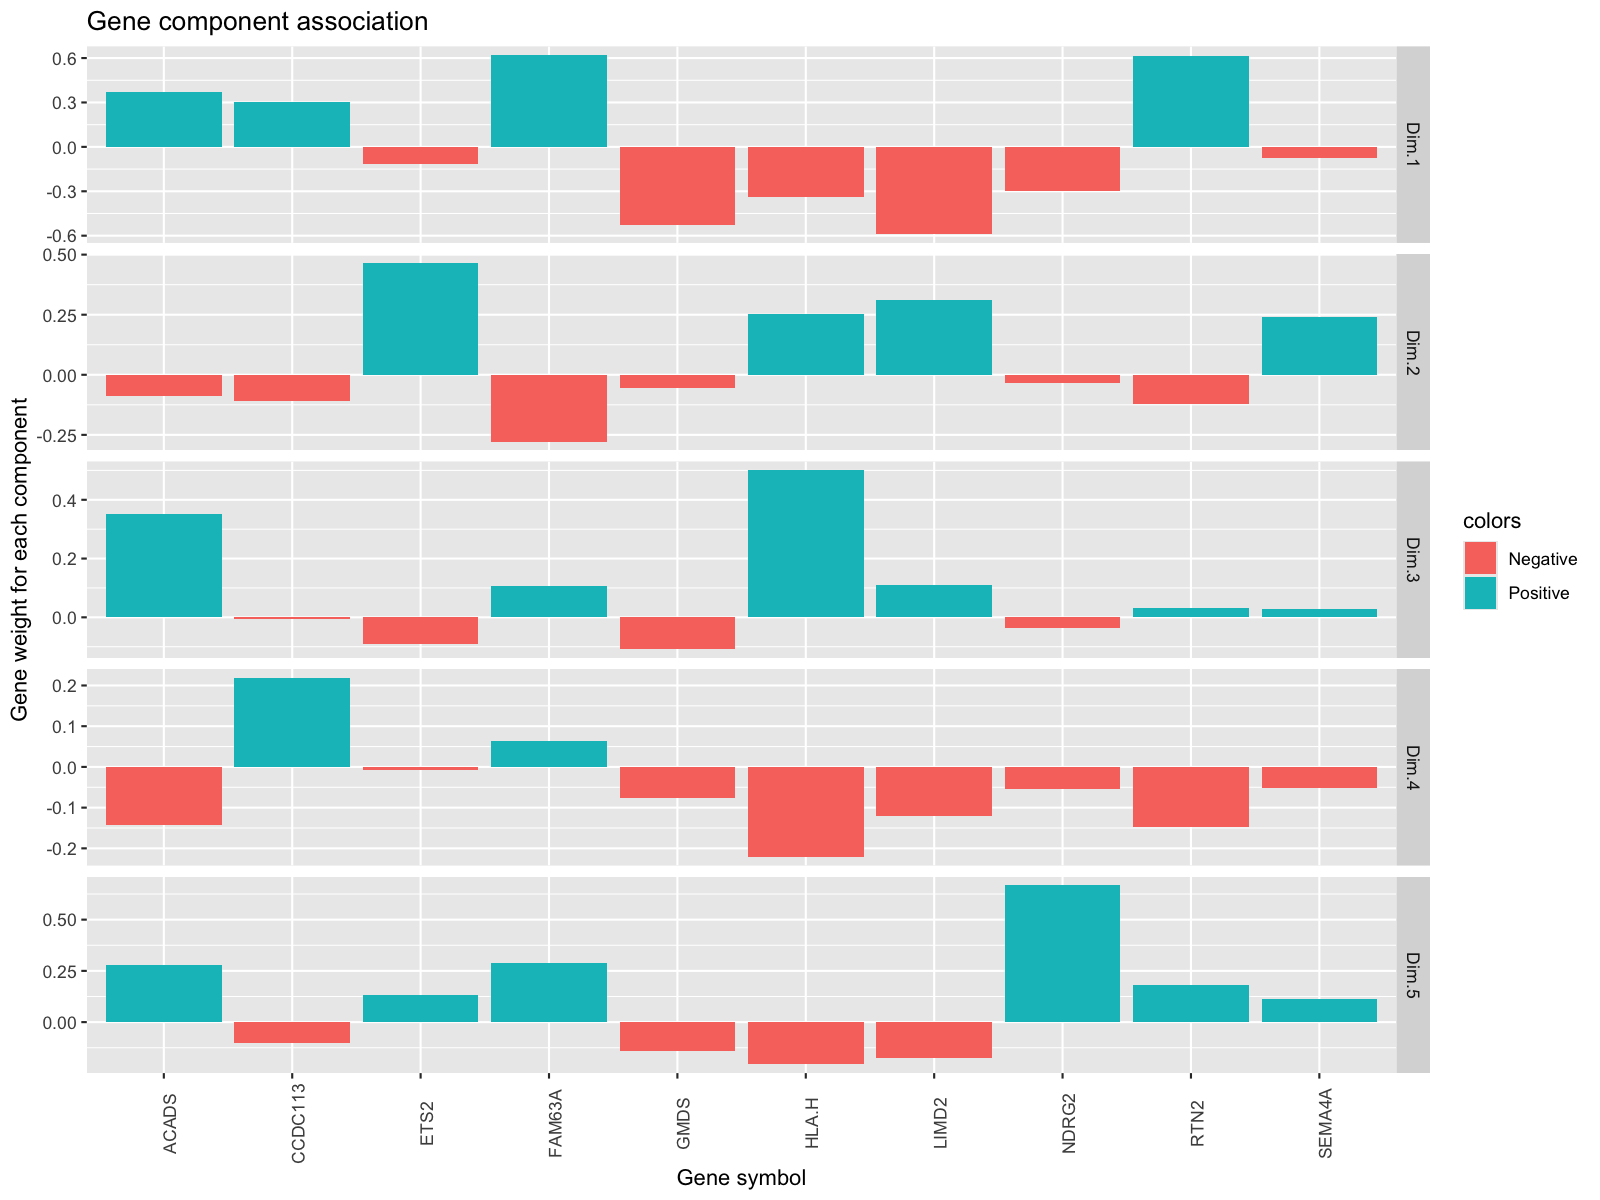 Gene component association
Gene weight for each component
0.6
0.3
0.0
-0.3
-0.6
Dim.1
0.50
0.25
0.00
-0.25
Dim.2
0.4
0.2
0.0
Dim.3
0.2
0.1
0.0
-0.1
-0.2
Dim.4
0.50
0.25
0.00
Dim.5
ACADS
CCDC113
ETS2
FAM63A
GMDS
HLA.H
LIMD2
NDRG2
RTN2
SEMA4A
Gene symbol
colors
Negative
Positive